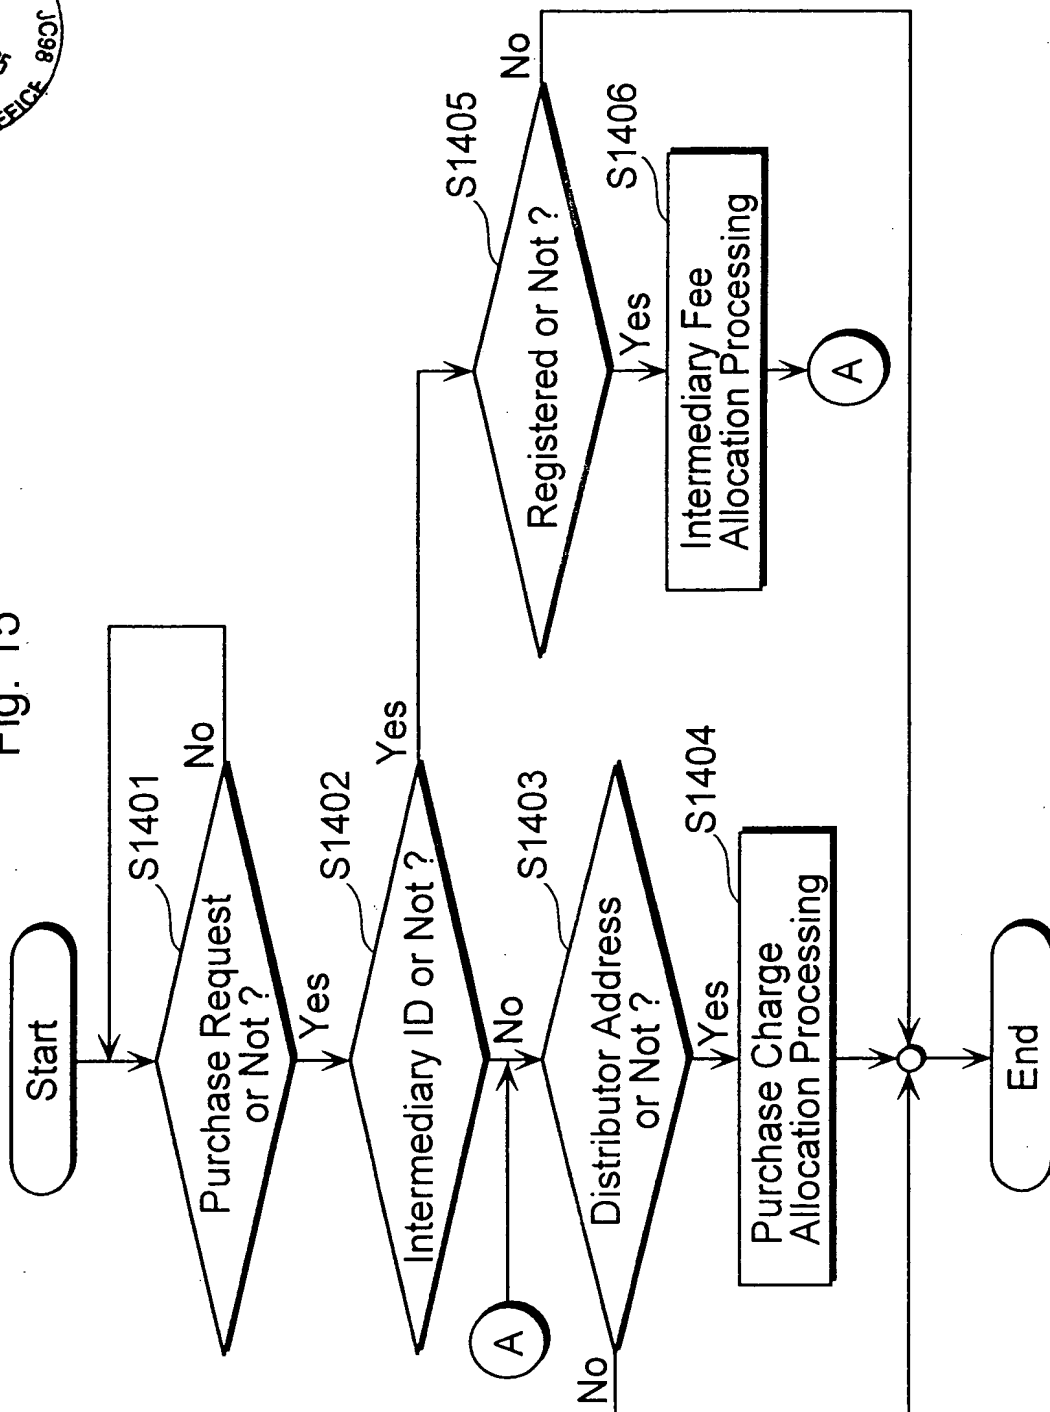 Fig. 15
Start
S1401
Purchase Request
or Not ?
No
Yes
S1402
Intermediary ID or Not ?
Yes
No
A
S1403
Distributor Address
or Not ?
No
Yes
S1404
Purchase Charge
Allocation Processing
End
S1405
Registered or Not ?
No
Yes
S1406
Intermediary Fee
Allocation Processing
A
JC98